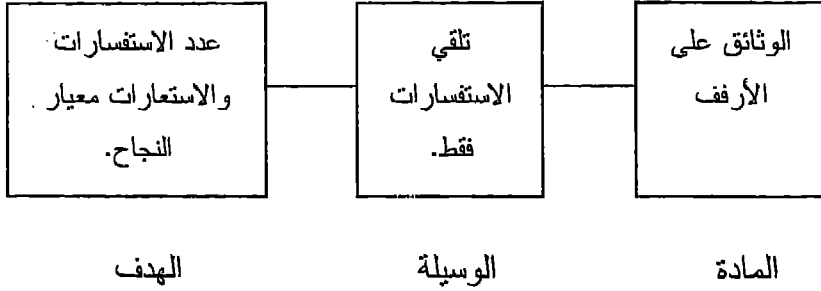 الوثائق على
الأرفف
تلقي
الاستفسارات
فقط.
عدد الاستفسارات
والاستعارات معيار
النجاح.
المادة
الوسيلة
الهدف